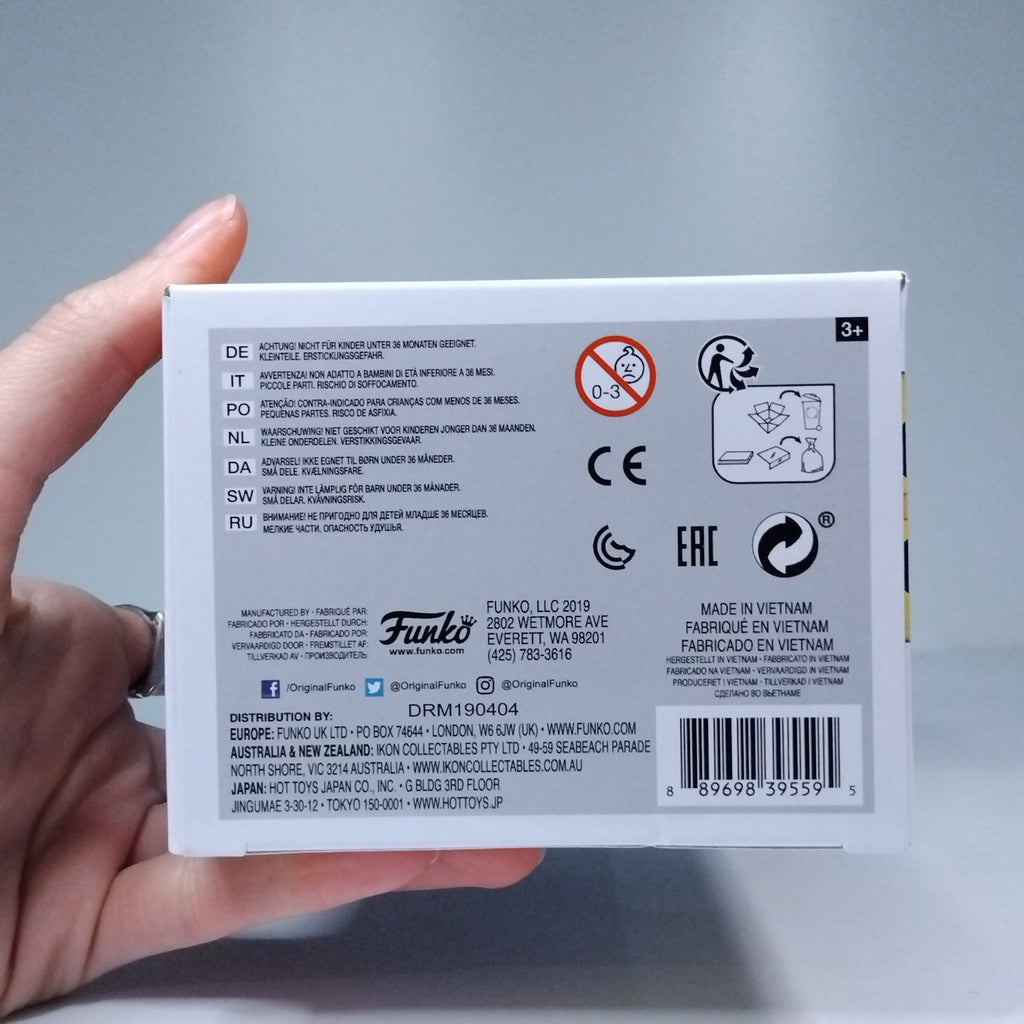 3+
DE ACHTUNG! NICHT FÜR KINDER UNTER 36 MONATEN GEEIGNET.
KLEINTEILE. ERSTICKUNGSGEFAHR.
IT AVVERTENZA! NON ADATTO A BAMBINI DI ETÀ INFERIORE A 36 MESI.
PICCOLE PARTI. RISCHIO DI SOFFOCAMENTO.
PO ATENÇÃO! CONTRA-INDICADO PARA CRIANÇAS COM MENOS DE 36 MESES.
PEQUENAS PARTES. RISCO DE ASFIXIA.
NL WAARSCHUWING! NIET GESCHIKT VOOR KINDEREN JONGER DAN 36 MAANDEN.
KLEINE ONDERDELEN. VERSTIKKINGSGEVAAR.
DA ADVARSEL! IKKE EGNET TIL BØRN UNDER 36 MÅNEDER.
SMÅ DELE. KVÆLNINGSFARE.
SW VARNING! INTE LÄMPLIG FÖR BARN UNDER 36 MÅNADER.
SMÅ DELAR. KVÄVNINGSRISK.
RU ВНИМАНИЕ! НЕ ПРИГОДНО ДЛЯ ДЕТЕЙ МЛАДШЕ 36 МЕСЯЦЕВ.
МЕЛКИЕ ЧАСТИ. ОПАСНОСТЬ УДУШЬЯ.
0-3
CE
EAC
®
MANUFACTURED BY • FABRIQUÉ PAR:
FABRICADO POR • HERGESTELLT DURCH:
FABBRICATO DA • FABRICADO POR:
VERVAARDIGD DOOR • FREMSTILLET AF:
TILLVERKAD AV • ПРОИЗВОДИТЕЛЬ:
Funko
www.funko.com
FUNKO, LLC 2019
2802 WETMORE AVE
EVERETT, WA 98201
(425) 783-3616
/OriginalFunko @OriginalFunko @OriginalFunko
DRM190404
DISTRIBUTION BY:
EUROPE: FUNKO UK LTD • PO BOX 74644 • LONDON, W6 6JW (UK) • WWW.FUNKO.COM
AUSTRALIA & NEW ZEALAND: IKON COLLECTABLES PTY LTD • 49-59 SEABEACH PARADE
NORTH SHORE, VIC 3214 AUSTRALIA • WWW.IKONCOLLECTABLES.COM.AU
JAPAN: HOT TOYS JAPAN CO., INC. • G BLDG 3RD FLOOR
JINGUMAE 3-30-12 • TOKYO 150-0001 • WWW.HOTTOYS.JP
MADE IN VIETNAM
FABRIQUÉ EN VIETNAM
FABRICADO EN VIETNAM
HERGESTELLT IN VIETNAM • FABBRICATO IN VIETNAM
FABRICADO NA VIETNAM • VERVAARDIGD IN VIETNAM
PRODUCERET I VIETNAM • TILLVERKAD I VIETNAM
СДЕЛАНО ВО ВЬЕТНАМЕ
8 89698 39559 5